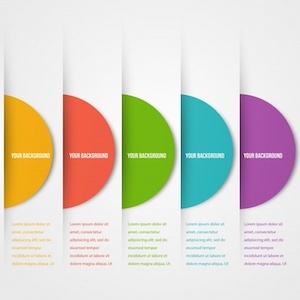 YOUR BACKGROUND
YOUR BACKGROUND
YOUR BACKGROUND
YOUR BACKGROUND
YOUR BACKGROUND
Lorem ipsum dolor sit
amet, consectetur
adipisicing elit, sed do
eiusmod tempor
incididunt ut labore et
dolore magna aliqua. Ut
Lorem ipsum dolor sit
amet, consectetur
adipisicing elit, sed do
eiusmod tempor
incididunt ut labore et
dolore magna aliqua. Ut
Lorem ipsum dolor sit
amet, consectetur
adipisicing elit, sed do
eiusmod tempor
incididunt ut labore et
dolore magna aliqua. Ut
Lorem ipsum dolor sit
amet, consectetur
adipisicing elit, sed do
eiusmod tempor
incididunt ut labore et
dolore magna aliqua. Ut
Lorem ipsum dolor sit
amet, consectetur
adipisicing elit, sed do
eiusmod tempor
incididunt ut labore et
dolore magna aliqua. Ut